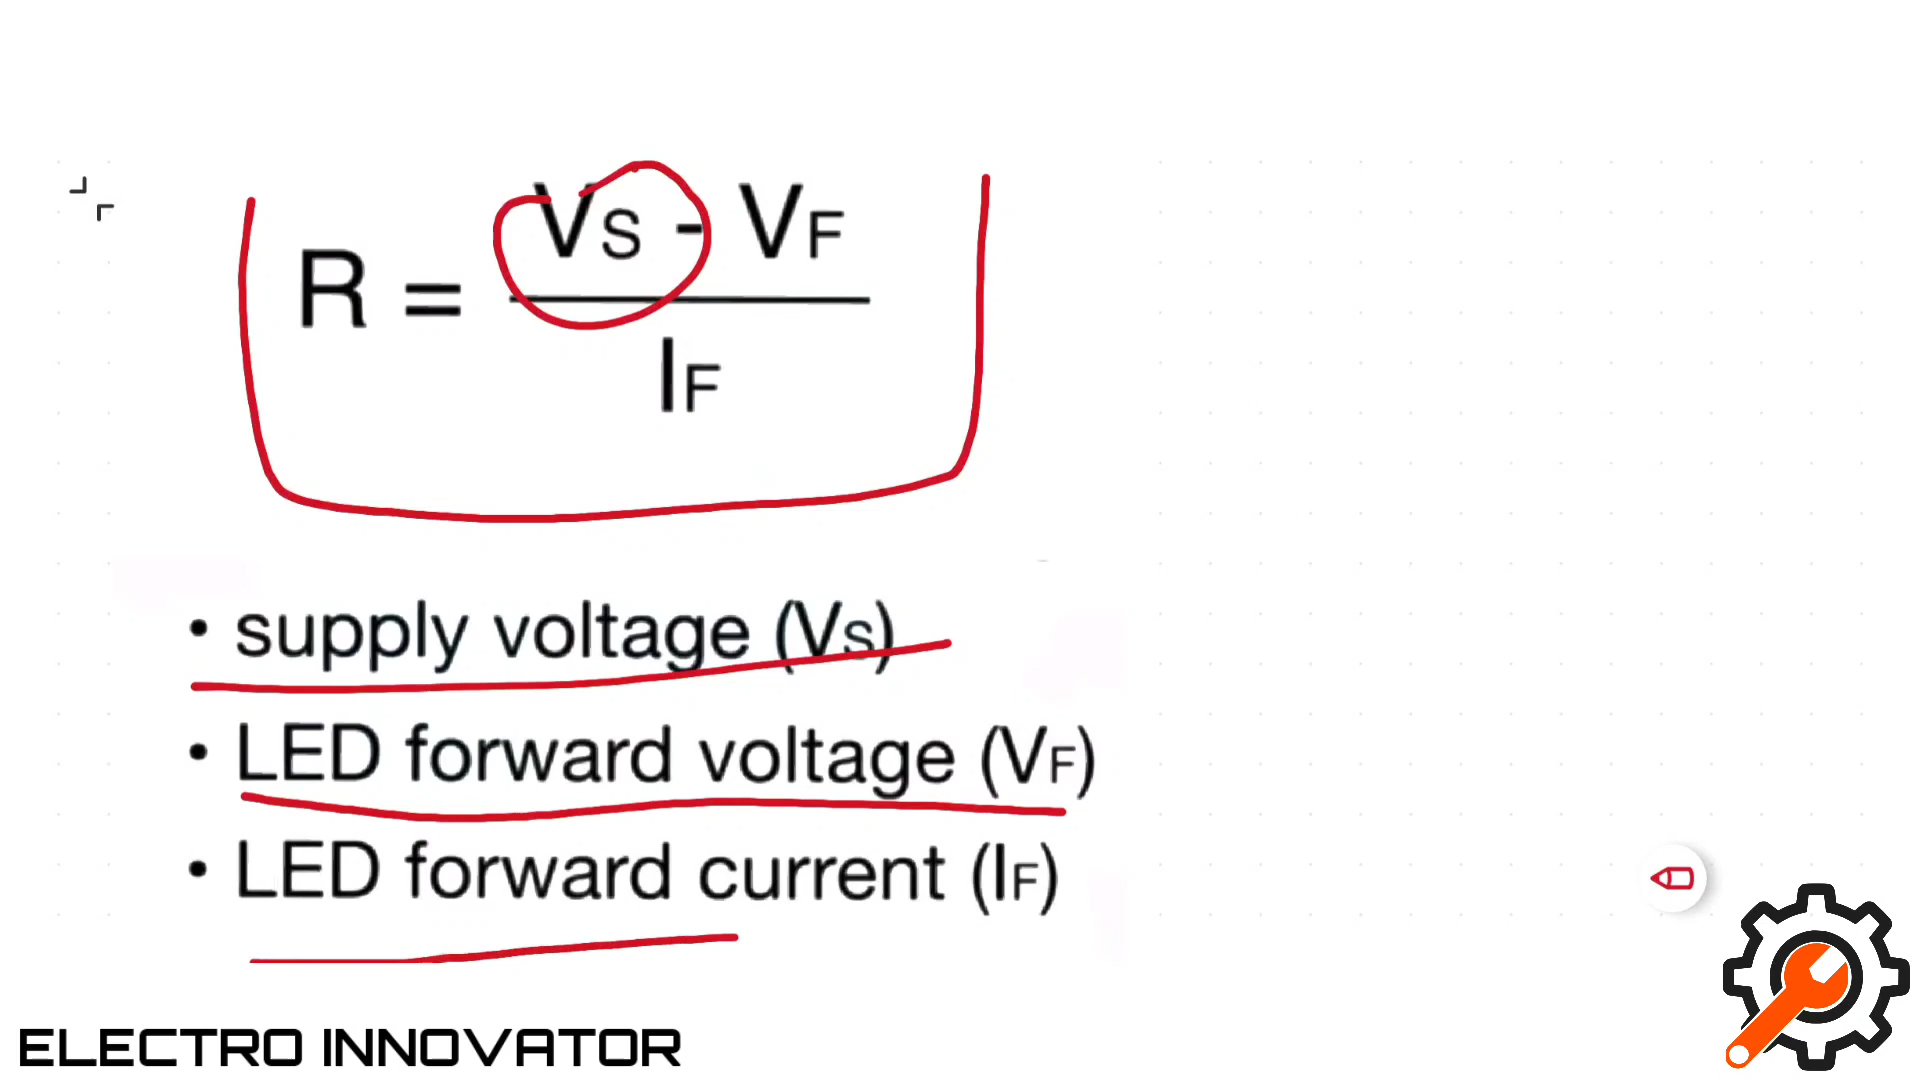 R = Vs - VF
IF
• supply voltage (Vs)
• LED forward voltage (VF)
• LED forward current (IF)
ELECTRO INNOVATOR